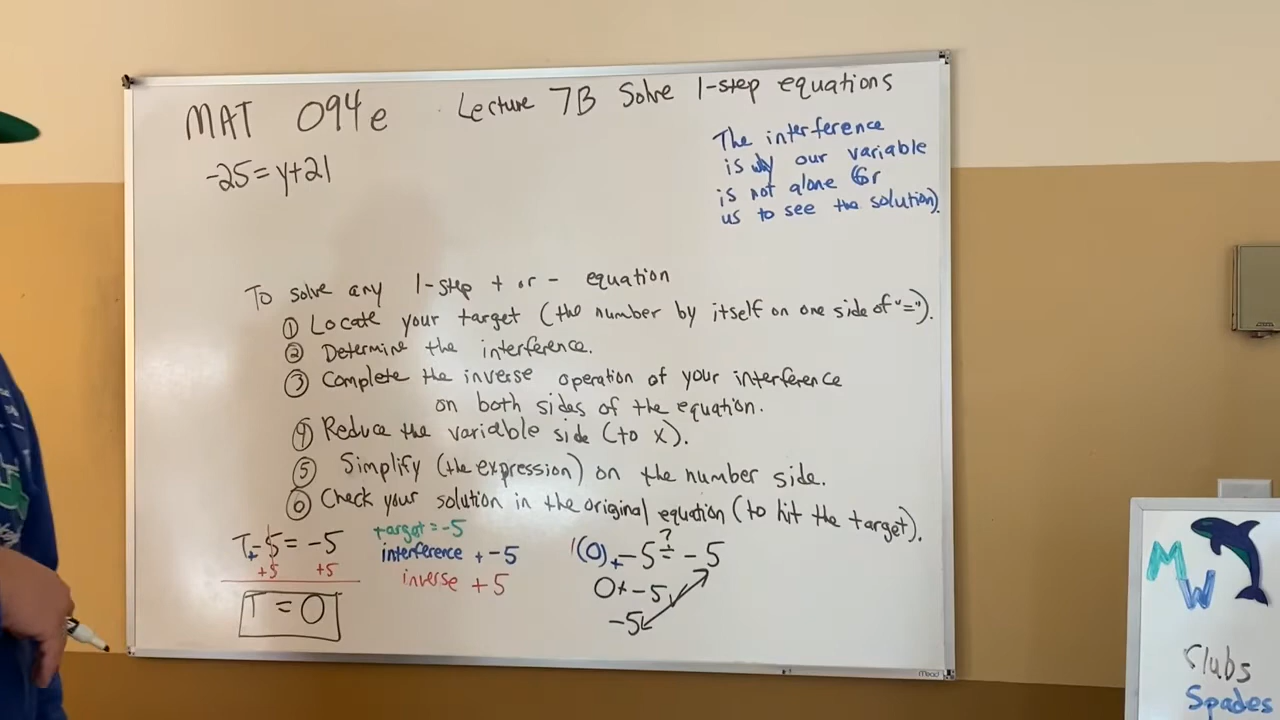 MAT 094e Lecture 7B Solve 1-step equations
-25=y+21
The interference
is why our variable
is not alone (for
us to see the solution).
To solve any 1-step + or - equation
① Locate your target (the number by itself on one side of "=").
② Determine the interference.
③ Complete the inverse operation of your interference
on both sides of the equation.
④ Reduce the variable side (to x).
⑤ Simplify (the expression) on the number side.
⑥ Check your solution in the original equation (to hit the target).
T+-5=-5
+5 +5
T = 0
target=-5
interference +-5
inverse +5
1(0)+-5≟-5
0+-5
-5
Mead
MW
Clubs
Spades